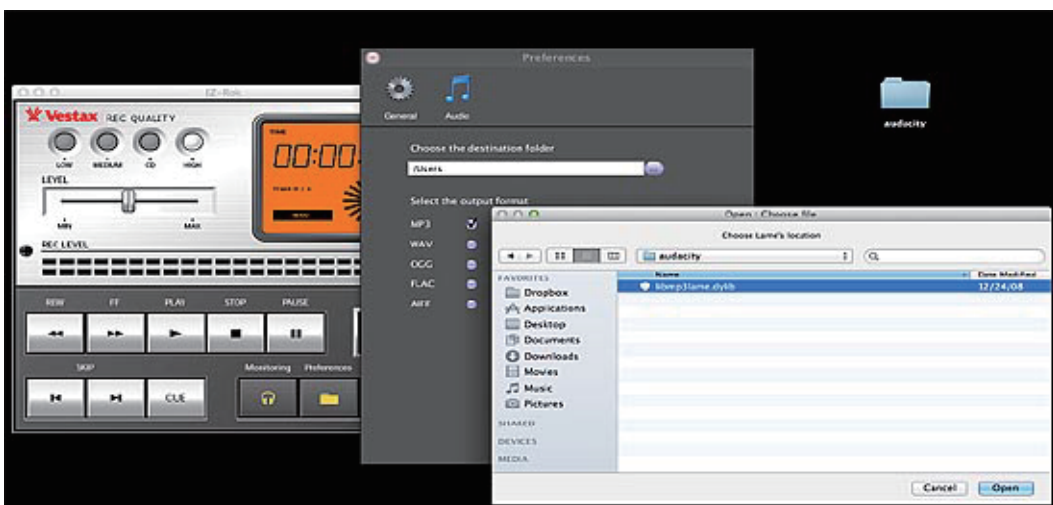 IZ-Rok
Vestax REC QUALITY
LOW MEDIUM CD HIGH
LEVEL
MIN MAX
REC LEVEL
TIME
00:00
REW FF PLAY STOP PAUSE
SKIP Monitoring Preferences
CUE
Preferences
General Audio
Choose the destination folder
/Users
Select the output format
MP3
WAV
OGG
FLAC
AIFF
audacity
Open : Choose file
Choose Lame's location
audacity
Name Date Modified
libmp3lame.dylib 12/24/08
FAVORITES
Dropbox
Applications
Desktop
Documents
Downloads
Movies
Music
Pictures
SHARED
DEVICES
MEDIA
Cancel Open